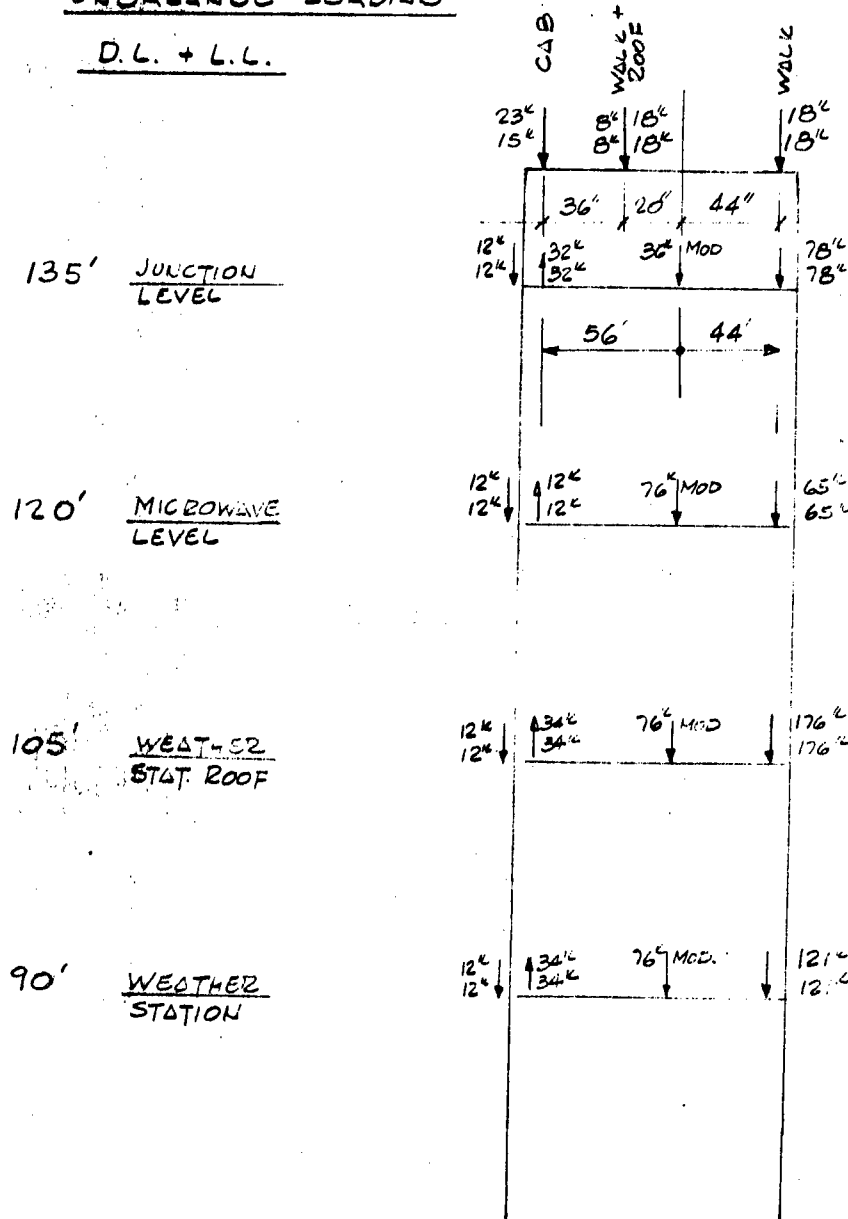 UNBALANCE LOADING
D.L. + L.L.
CAB
WALK + ROOF
WALK
23ᵏ 8ᵏ 18ᵏ 18ᵏ
15ᵏ 8ᵏ 18ᵏ 18ᵏ
36" 20" 44"
135' JUNCTION LEVEL
12ᵏ 32ᵏ 36ᵏ MOD 78ᵏ
12ᵏ 32ᵏ 78ᵏ
56' 44'
120' MICROWAVE LEVEL
12ᵏ 12ᵏ 76ᵏ MOD 65ᵏ
12ᵏ 12ᵏ 65ᵏ
105' WEATHER STAT. ROOF
12ᵏ 34ᵏ 76ᵏ MOD 176ᵏ
12ᵏ 34ᵏ 176ᵏ
90' WEATHER STATION
12ᵏ 34ᵏ 76ᵏ MOD. 121ᵏ
12ᵏ 34ᵏ